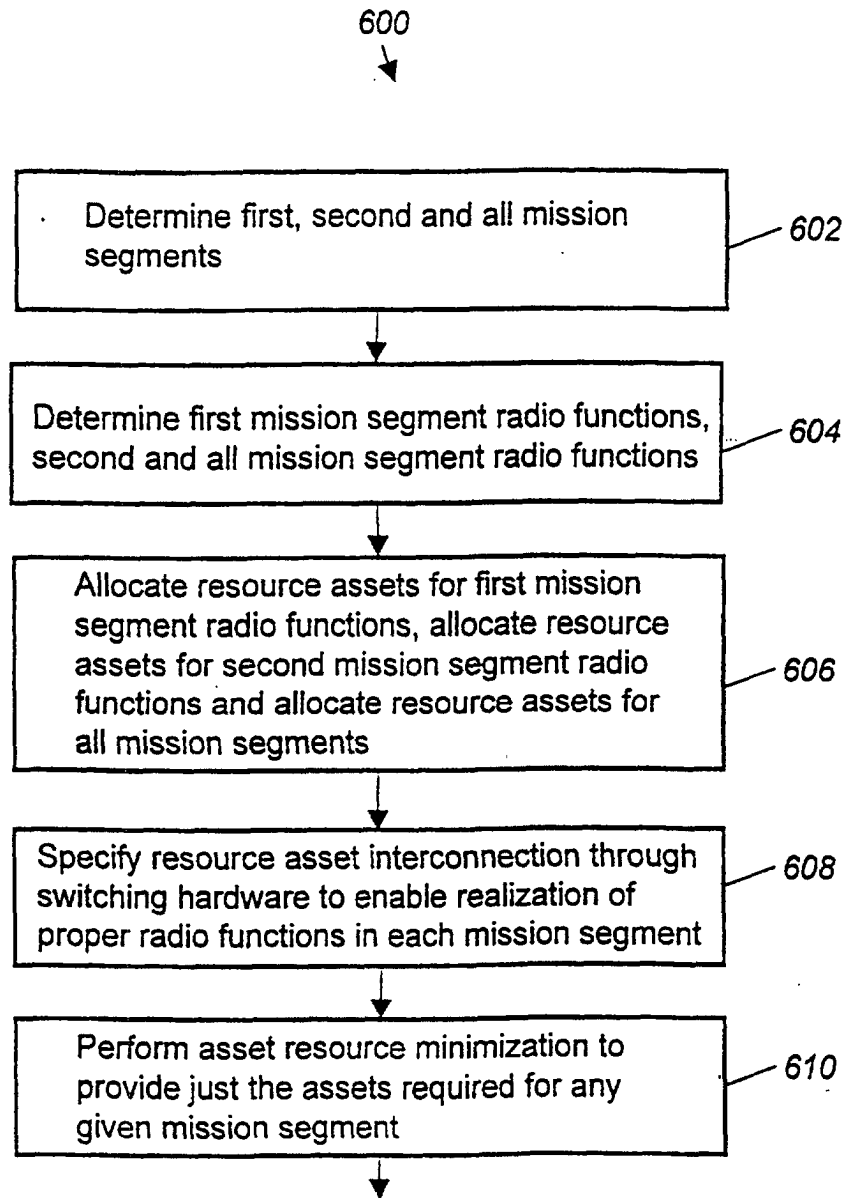 600
Determine first, second and all mission
segments
602
Determine first mission segment radio functions,
second and all mission segment radio functions
604
Allocate resource assets for first mission
segment radio functions, allocate resource
assets for second mission segment radio
functions and allocate resource assets for
all mission segments
606
Specify resource asset interconnection through
switching hardware to enable realization of
proper radio functions in each mission segment
608
Perform asset resource minimization to
provide just the assets required for any
given mission segment
610